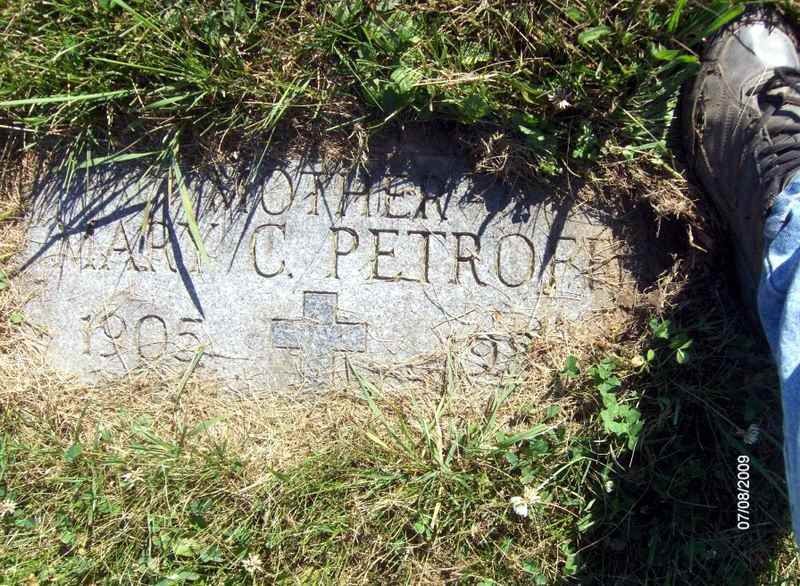 MOTHER
MARY C. PETROFF
1905
07/08/2009